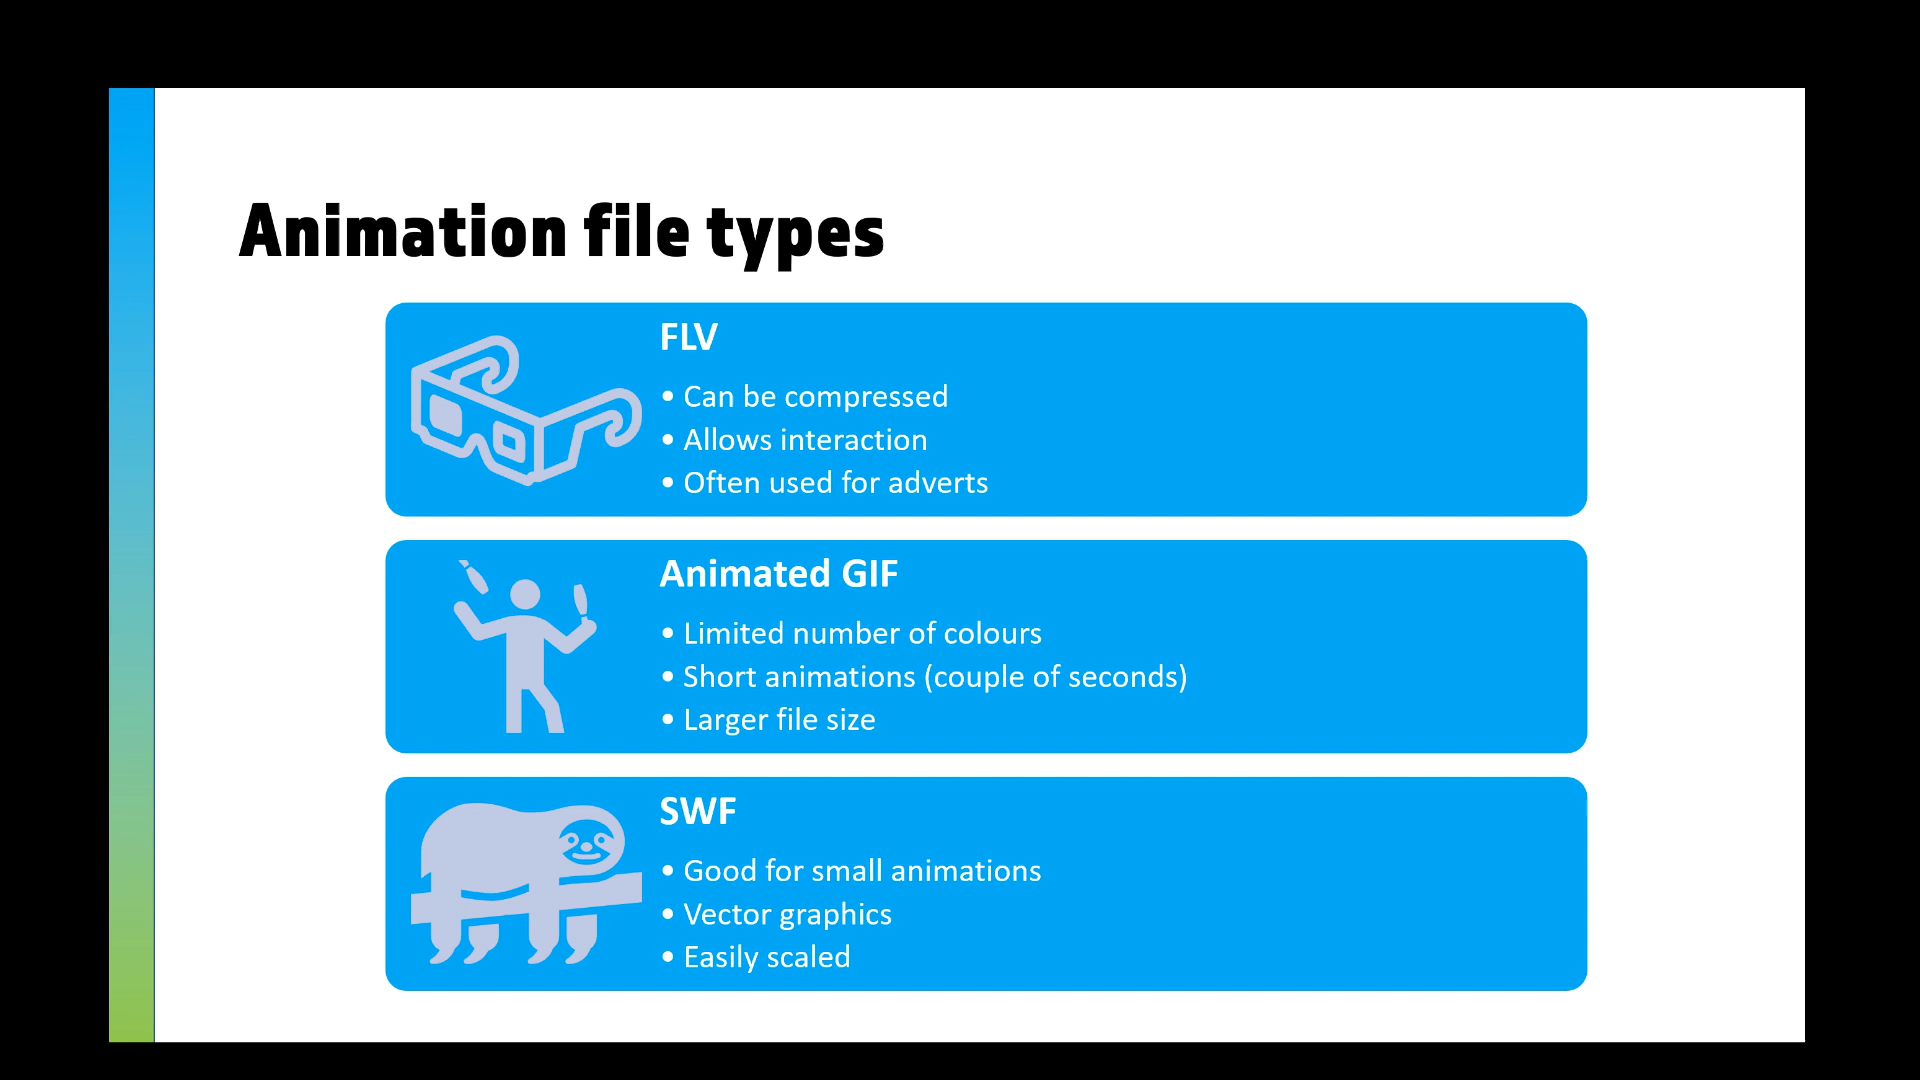 Animation file types
FLV
• Can be compressed
• Allows interaction
• Often used for adverts
Animated GIF
• Limited number of colours
• Short animations (couple of seconds)
• Larger file size
SWF
• Good for small animations
• Vector graphics
• Easily scaled